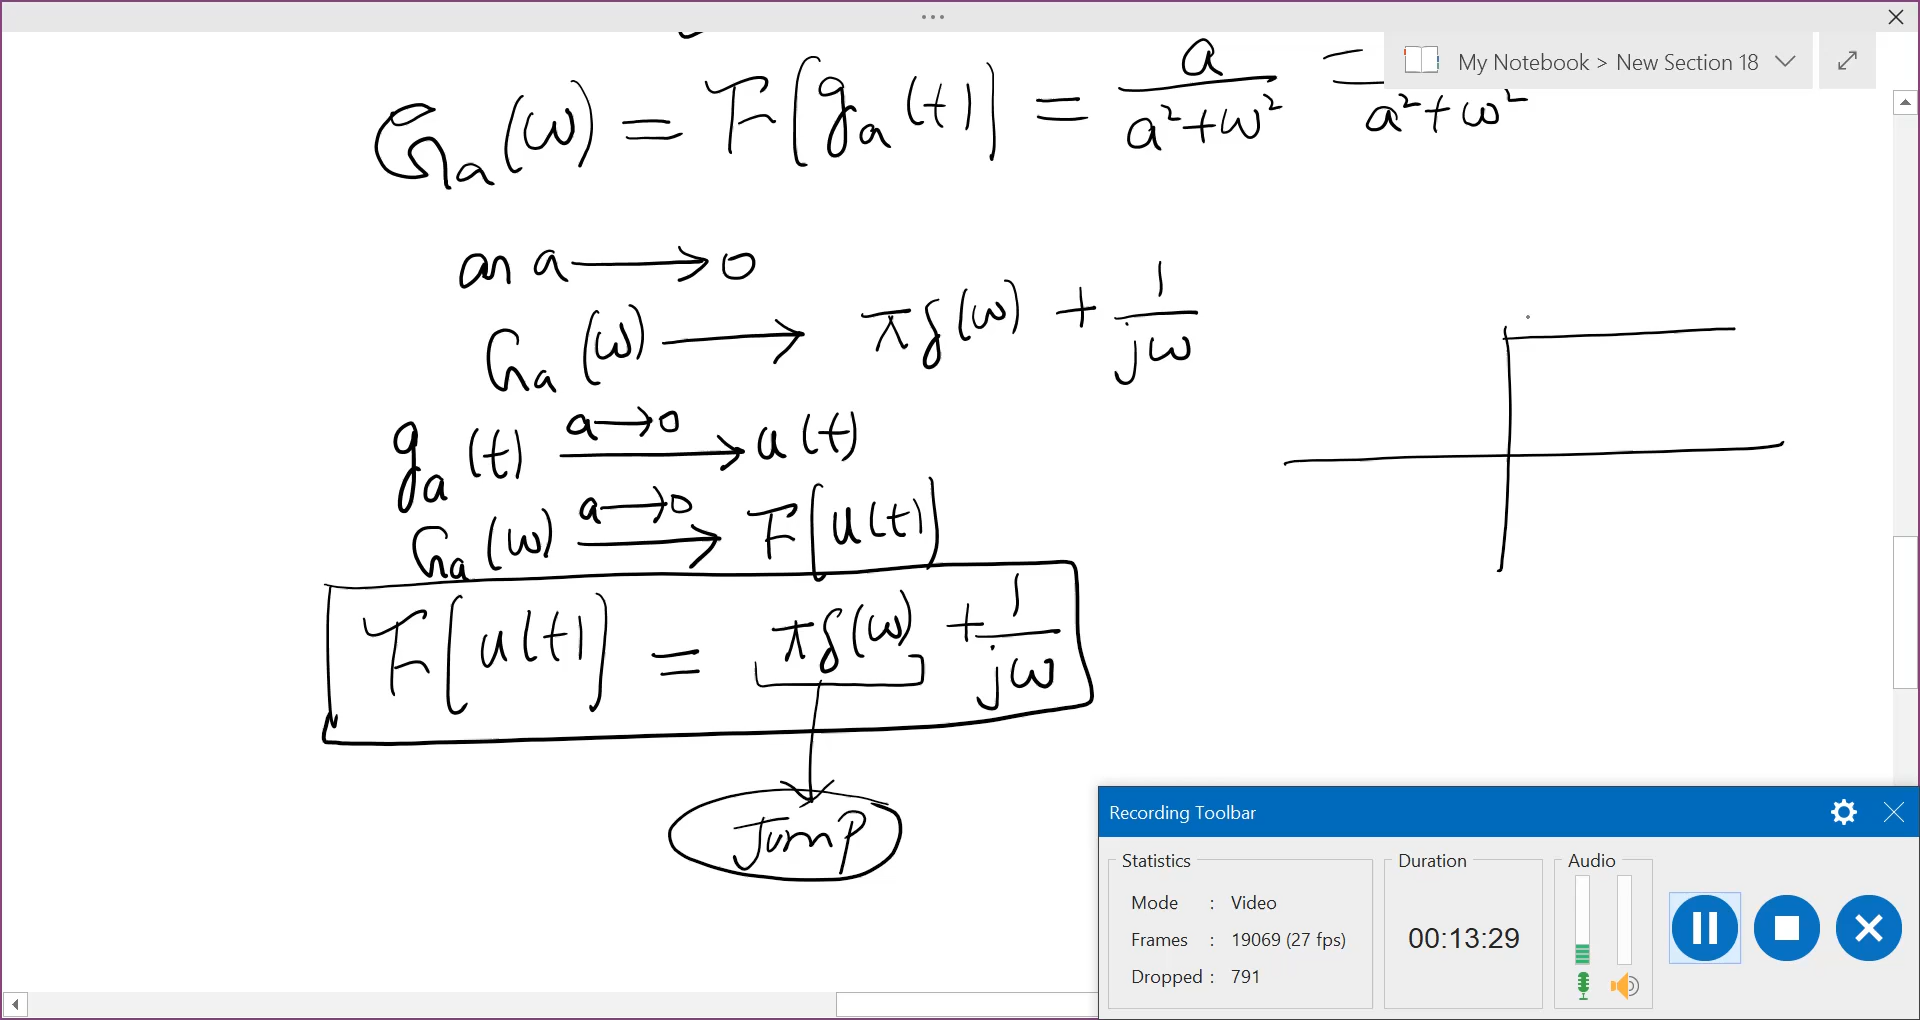 My Notebook > New Section 18
Gₐ(ω) = F[gₐ(t)] = a/(a²+ω²) = /(a²+ω²)
as a → 0
Gₐ(ω) → πδ(ω) + 1/(jω)
gₐ(t) a→0 → u(t)
Gₐ(ω) a→0 → F[u(t)]
F[u(t)] = πδ(ω) + 1/(jω)
Jump
Recording Toolbar
Statistics
Mode : Video
Frames : 19069 (27 fps)
Dropped : 791
Duration
00:13:29
Audio